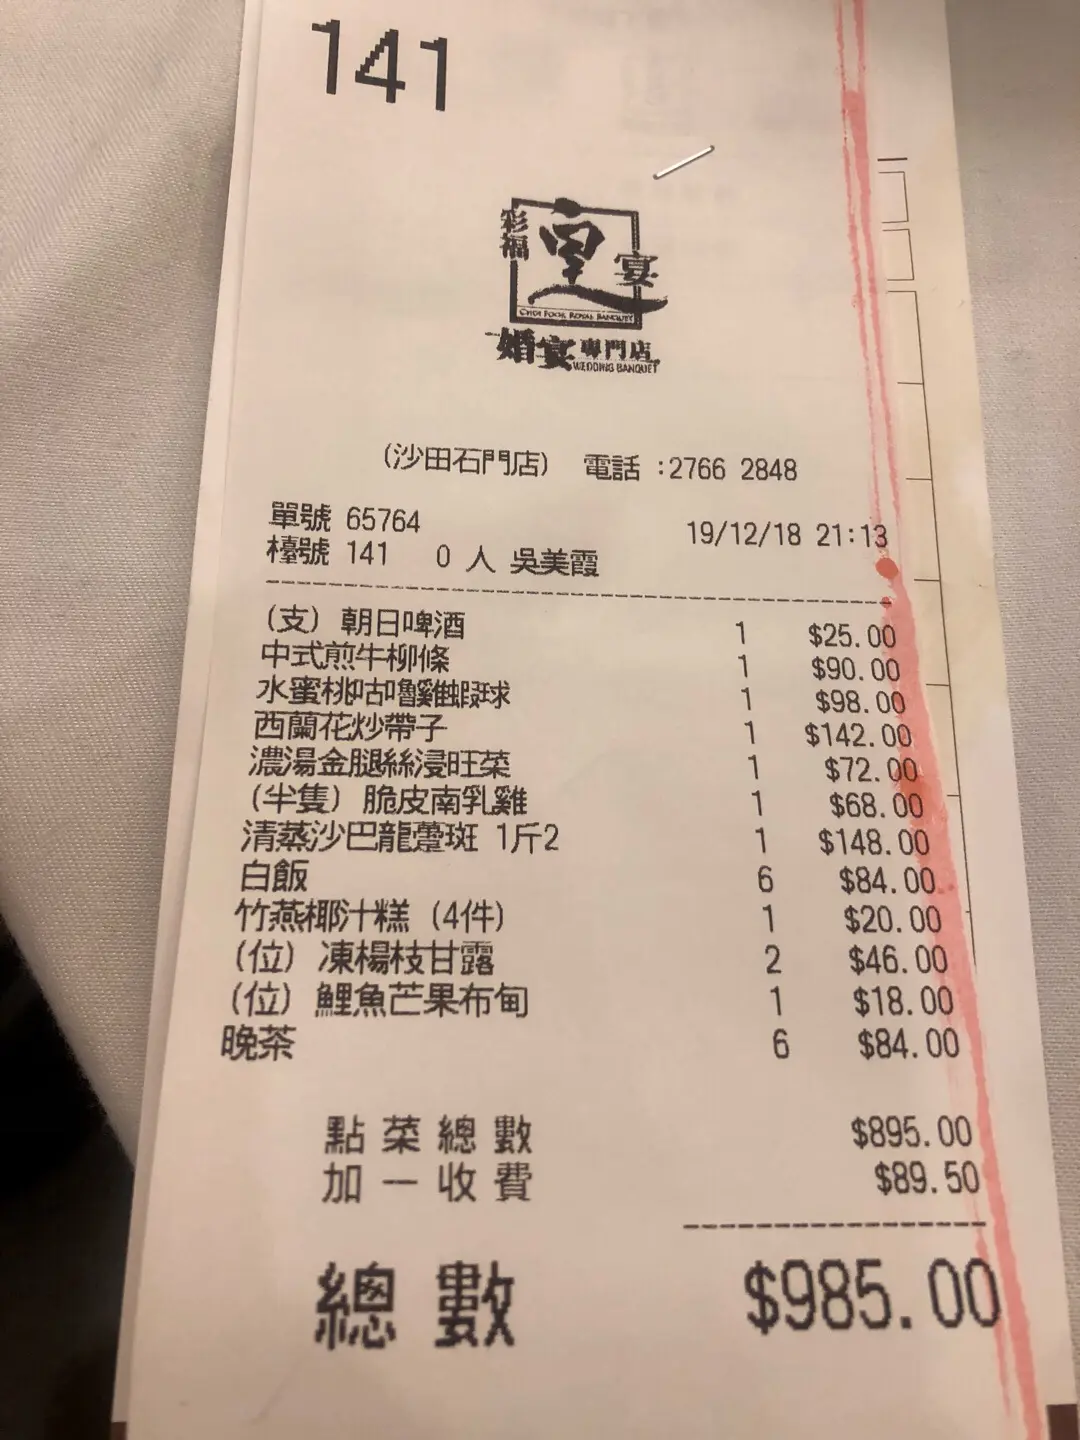 141
彩福
皇
宴
CHOI FOOK ROYAL BANQUET
婚宴專門店
WEDDING BANQUET
(沙田石門店) 電話 :2766 2848
單號 65764 19/12/18 21:13
檯號 141 0 人 吳美霞
(支) 朝日啤酒 1 $25.00
中式煎牛柳條 1 $90.00
水蜜桃咕嚕雞蝦球 1 $98.00
西蘭花炒帶子 1 $142.00
濃湯金腿絲浸旺菜 1 $72.00
(半隻) 脆皮南乳雞 1 $68.00
清蒸沙巴龍躉斑 1斤2 1 $148.00
白飯 6 $84.00
竹燕椰汁糕 (4件) 1 $20.00
(位) 凍楊枝甘露 2 $46.00
(位) 鯉魚芒果布甸 1 $18.00
晚茶 6 $84.00
點菜總數 $895.00
加一收費 $89.50
總數 $985.00